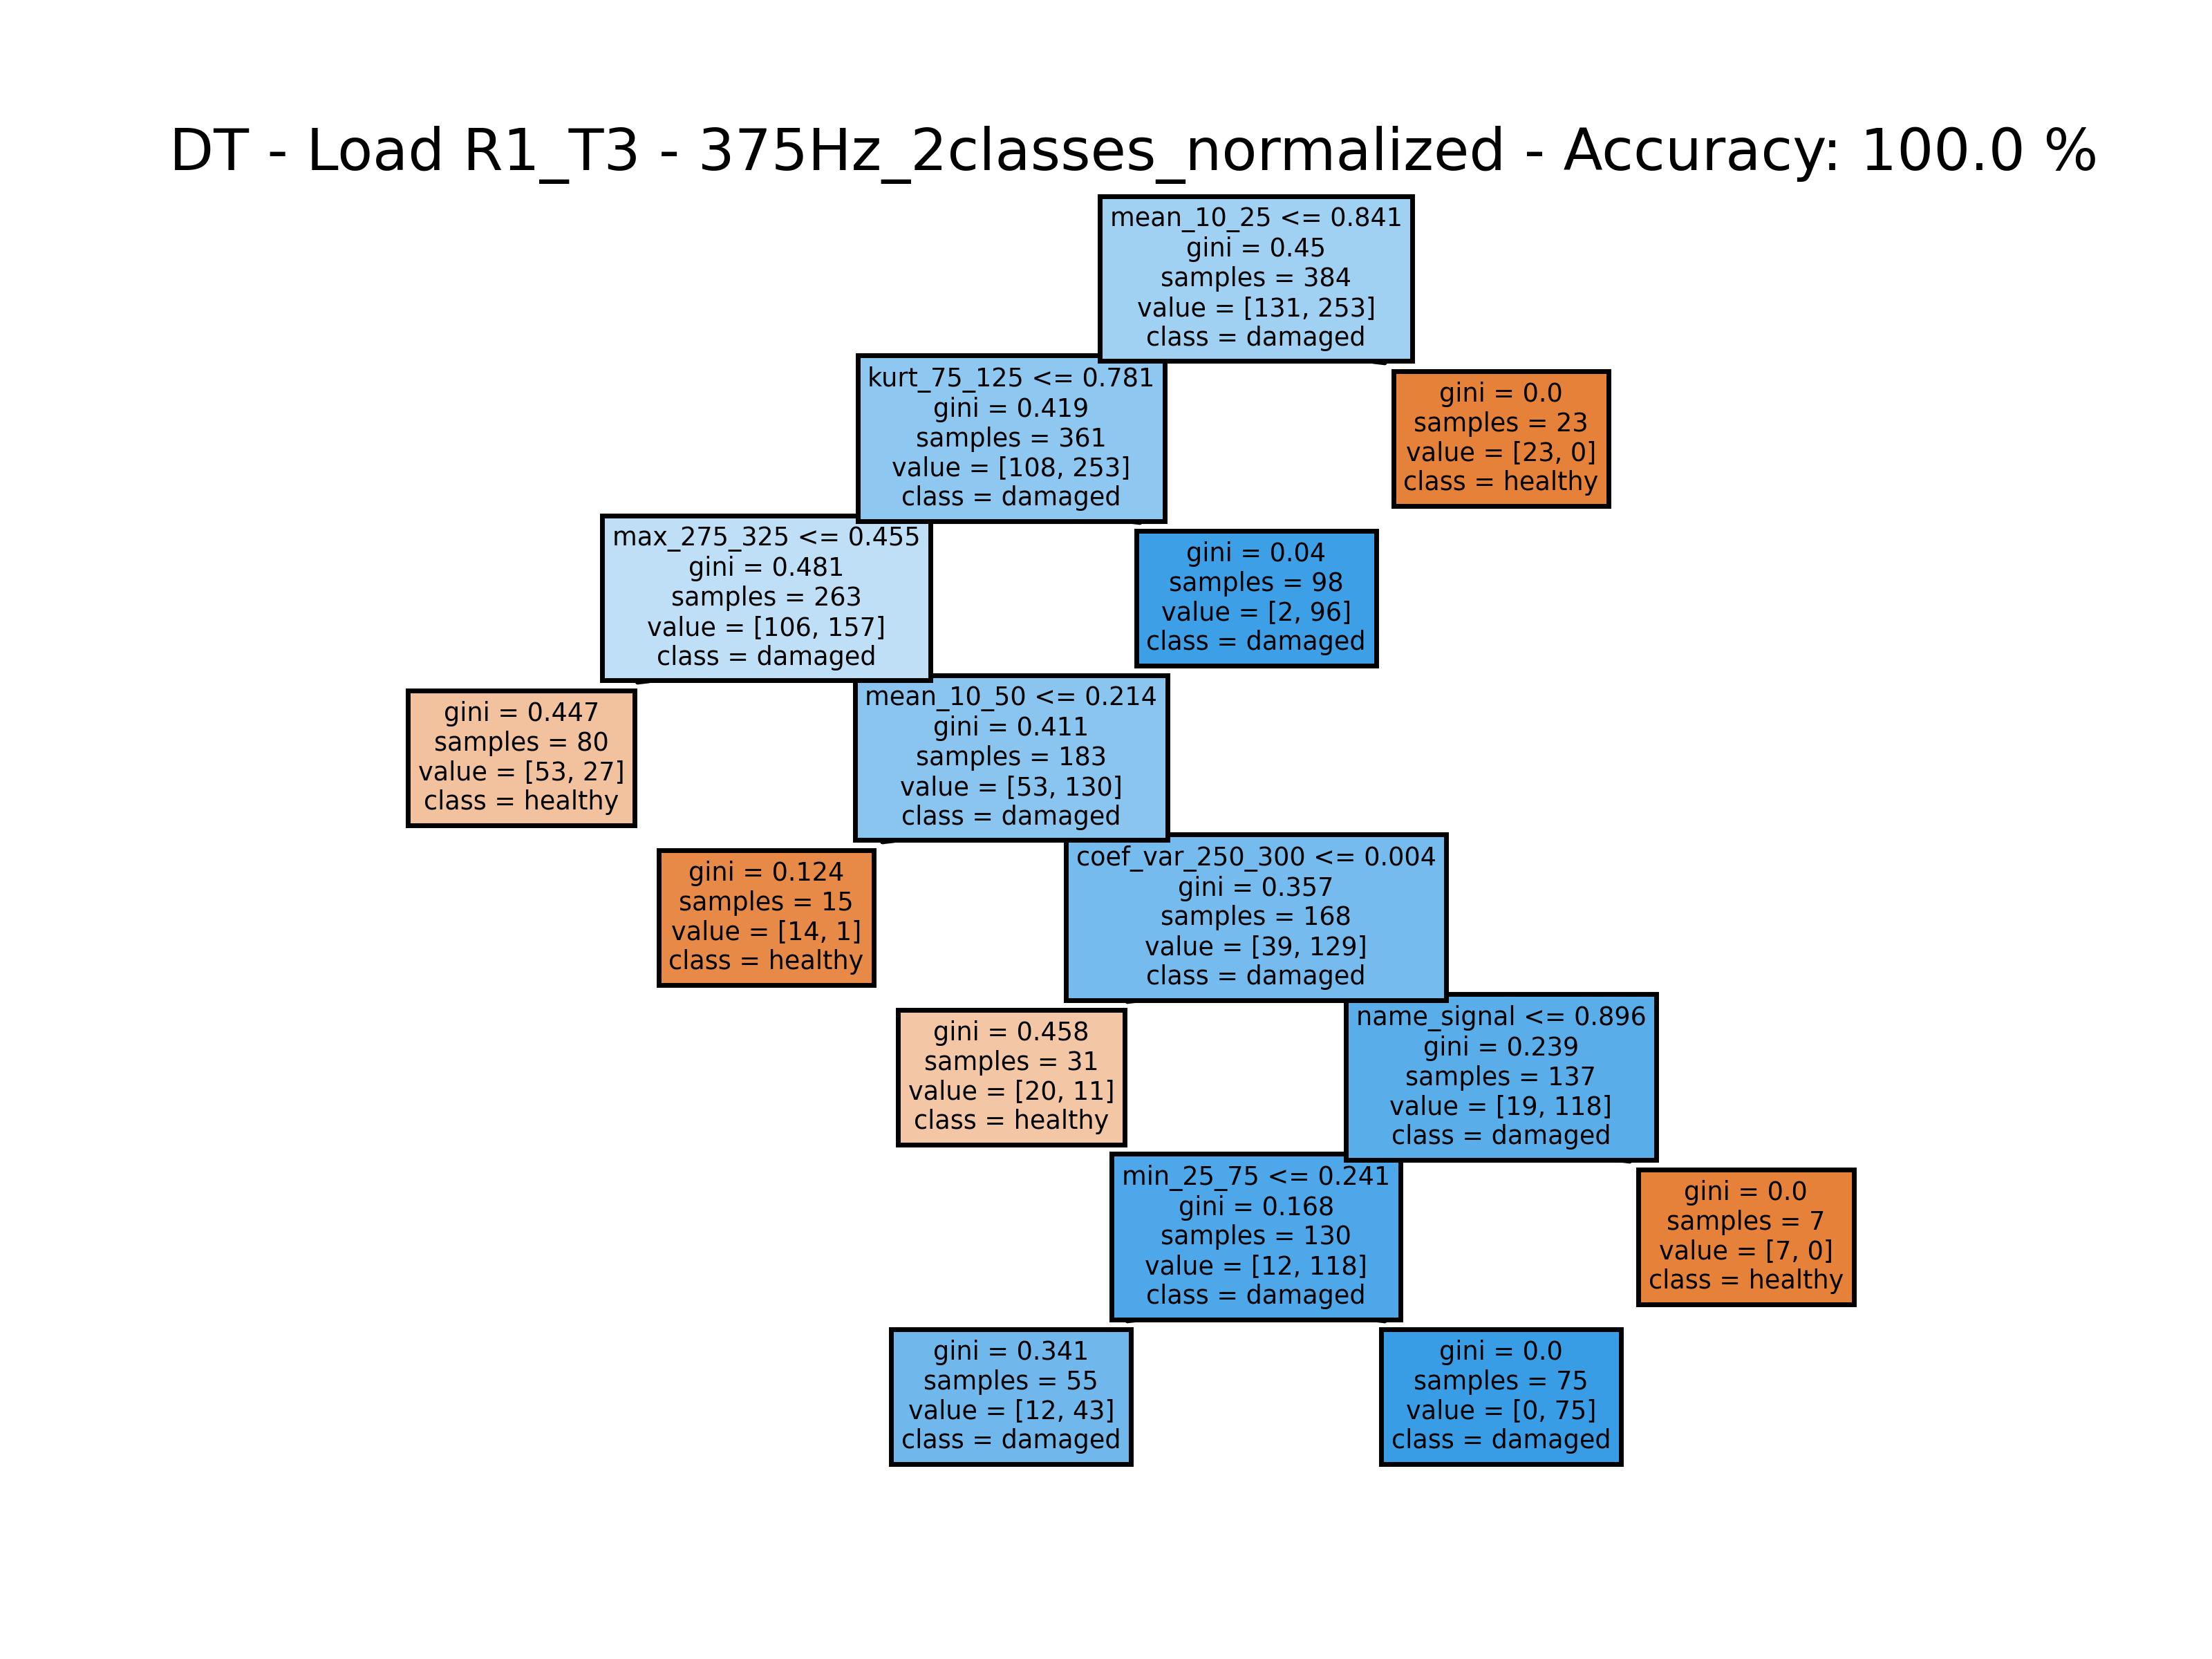 DT - Load R1_T3 - 375Hz_2classes_normalized - Accuracy: 100.0 %
mean_10_25 <= 0.841
gini = 0.45
samples = 384
value = [131, 253]
class = damaged
kurt_75_125 <= 0.781
gini = 0.419
samples = 361
value = [108, 253]
class = damaged
gini = 0.0
samples = 23
value = [23, 0]
class = healthy
max_275_325 <= 0.455
gini = 0.481
samples = 263
value = [106, 157]
class = damaged
gini = 0.04
samples = 98
value = [2, 96]
class = damaged
gini = 0.447
samples = 80
value = [53, 27]
class = healthy
mean_10_50 <= 0.214
gini = 0.411
samples = 183
value = [53, 130]
class = damaged
gini = 0.124
samples = 15
value = [14, 1]
class = healthy
coef_var_250_300 <= 0.004
gini = 0.357
samples = 168
value = [39, 129]
class = damaged
gini = 0.458
samples = 31
value = [20, 11]
class = healthy
name_signal <= 0.896
gini = 0.239
samples = 137
value = [19, 118]
class = damaged
min_25_75 <= 0.241
gini = 0.168
samples = 130
value = [12, 118]
class = damaged
gini = 0.0
samples = 7
value = [7, 0]
class = healthy
gini = 0.341
samples = 55
value = [12, 43]
class = damaged
gini = 0.0
samples = 75
value = [0, 75]
class = damaged